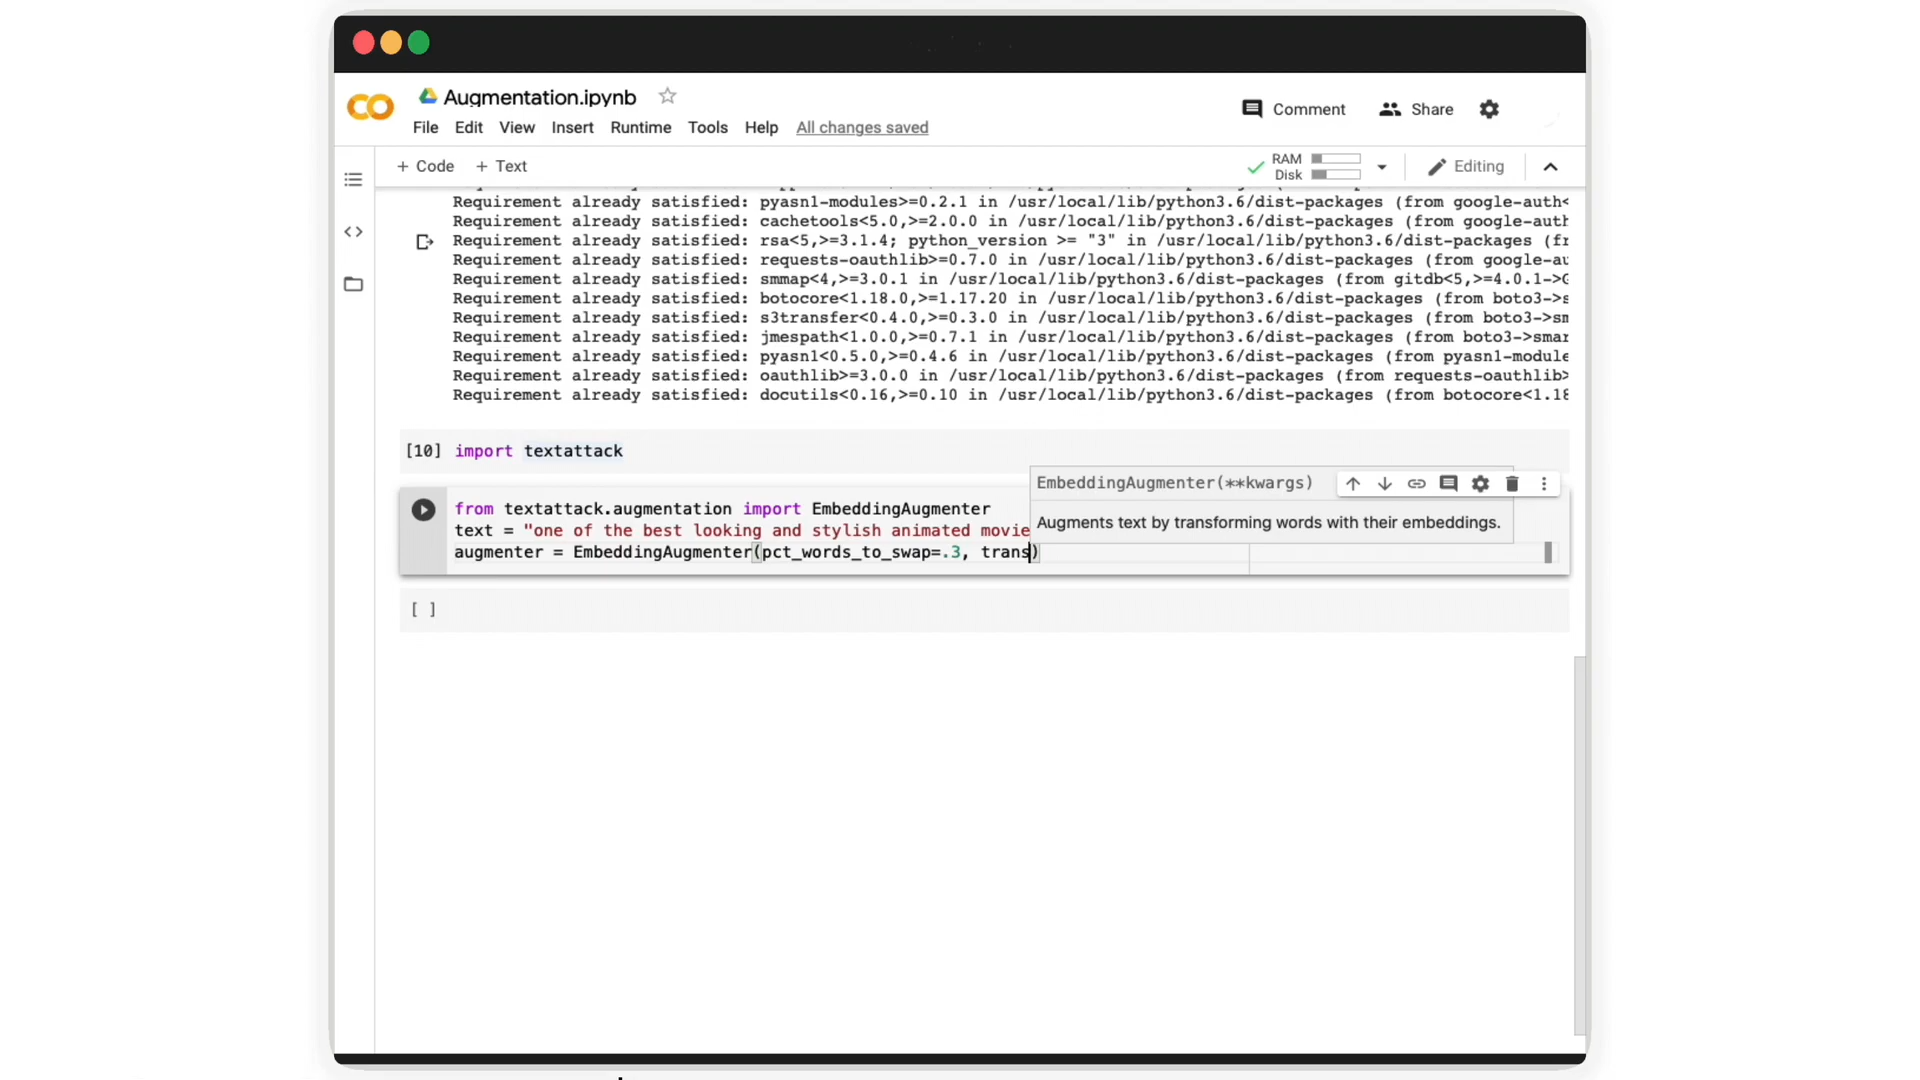 Augmentation.ipynb
Comment
Share
File Edit View Insert Runtime Tools Help All changes saved
+ Code + Text
RAM
Disk
Editing
Requirement already satisfied: pyasn1-modules>=0.2.1 in /usr/local/lib/python3.6/dist-packages (from google-auth<
Requirement already satisfied: cachetools<5.0,>=2.0.0 in /usr/local/lib/python3.6/dist-packages (from google-auth
Requirement already satisfied: rsa<5,>=3.1.4; python_version >= "3" in /usr/local/lib/python3.6/dist-packages (fr
Requirement already satisfied: requests-oauthlib>=0.7.0 in /usr/local/lib/python3.6/dist-packages (from google-au
Requirement already satisfied: smmap<4,>=3.0.1 in /usr/local/lib/python3.6/dist-packages (from gitdb<5,>=4.0.1->G
Requirement already satisfied: botocore<1.18.0,>=1.17.20 in /usr/local/lib/python3.6/dist-packages (from boto3->s
Requirement already satisfied: s3transfer<0.4.0,>=0.3.0 in /usr/local/lib/python3.6/dist-packages (from boto3->sm
Requirement already satisfied: jmespath<1.0.0,>=0.7.1 in /usr/local/lib/python3.6/dist-packages (from boto3->smar
Requirement already satisfied: pyasn1<0.5.0,>=0.4.6 in /usr/local/lib/python3.6/dist-packages (from pyasn1-module
Requirement already satisfied: oauthlib>=3.0.0 in /usr/local/lib/python3.6/dist-packages (from requests-oauthlib>
Requirement already satisfied: docutils<0.16,>=0.10 in /usr/local/lib/python3.6/dist-packages (from botocore<1.18
[10] import textattack
EmbeddingAugmenter(**kwargs)
Augments text by transforming words with their embeddings.
from textattack.augmentation import EmbeddingAugmenter
text = "one of the best looking and stylish animated movie
augmenter = EmbeddingAugmenter(pct_words_to_swap=.3, trans)
[ ]